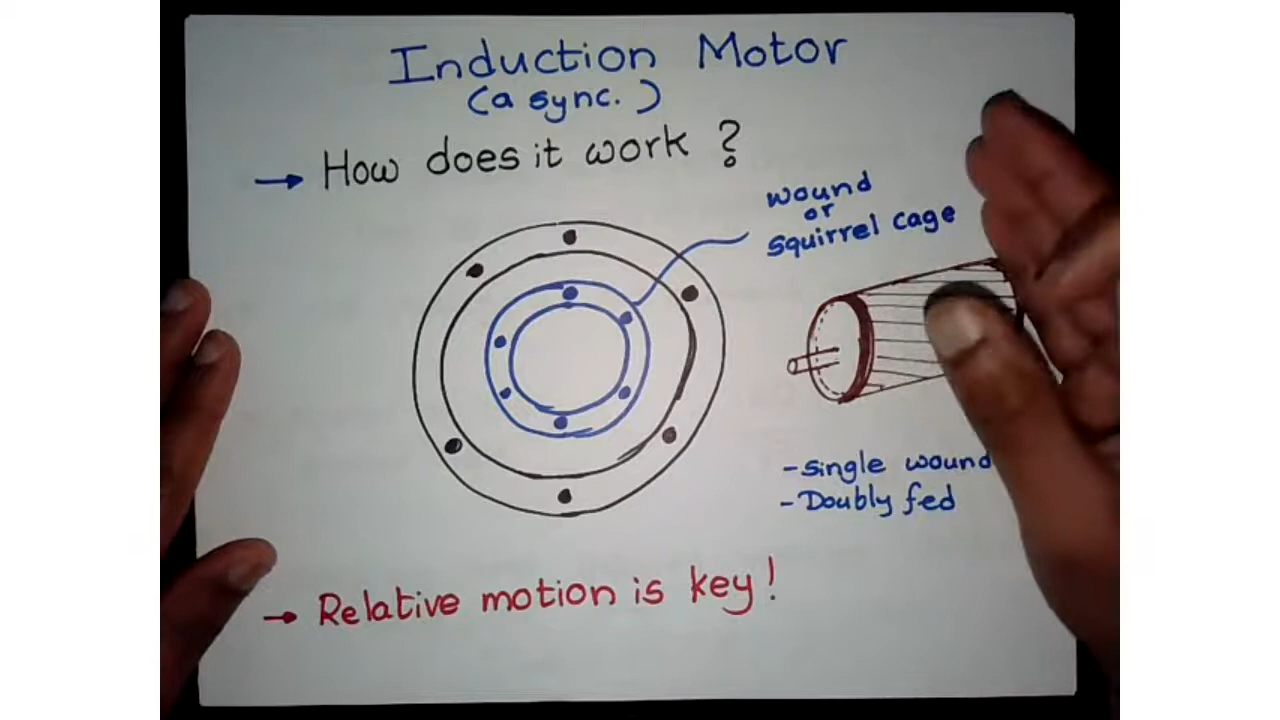 Induction Motor
(a sync.)
→ How does it work ?
wound
or
squirrel cage
- single wound
- Doubly fed
→ Relative motion is key!